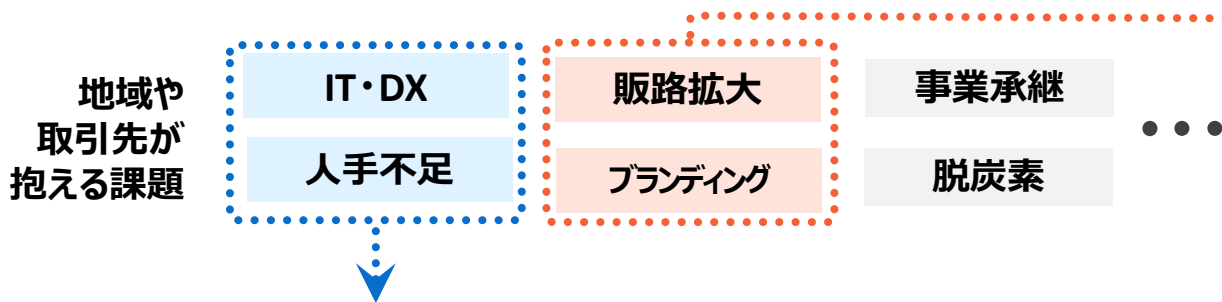 地域や
取引先が
抱える課題
IT・DX
人手不足
販路拡大
ブランディング
事業承継
脱炭素